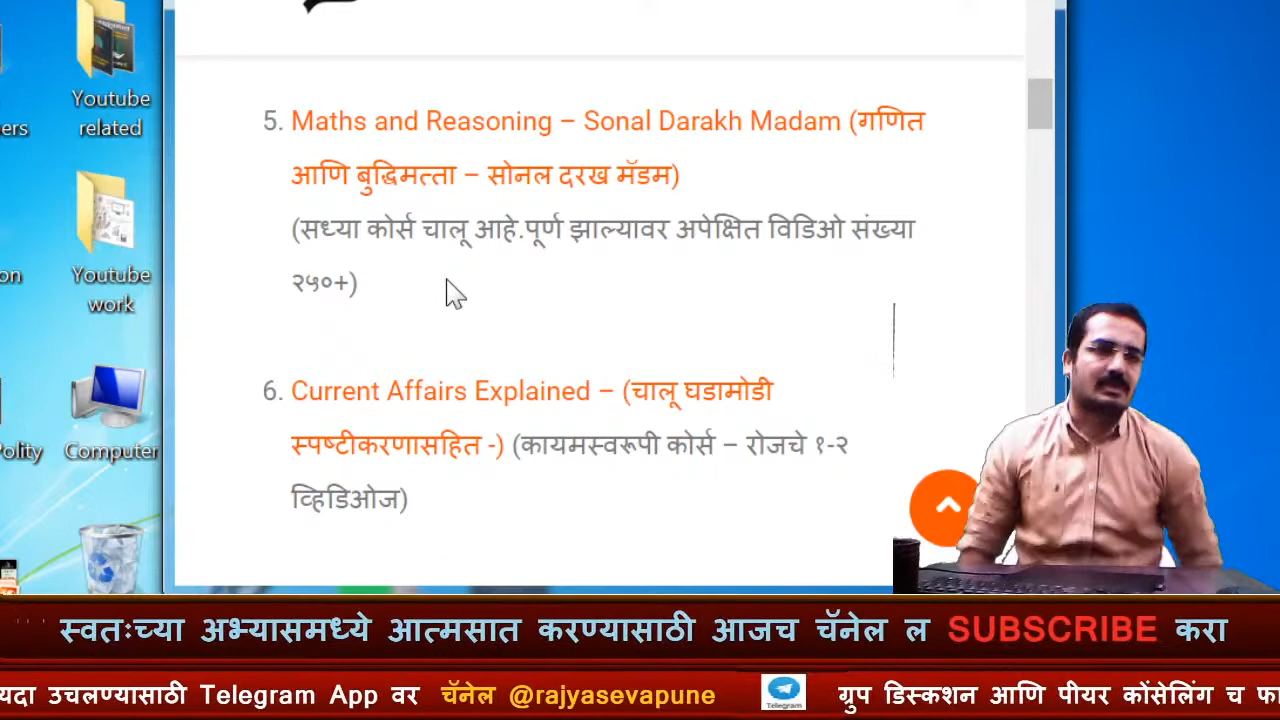 Youtube
related
ers
5. Maths and Reasoning – Sonal Darakh Madam (गणित
आणि बुद्धिमत्ता – सोनल दरख मॅडम)
(सध्या कोर्स चालू आहे.पूर्ण झाल्यावर अपेक्षित विडिओ संख्या
२५०+)
Youtube
work
on
6. Current Affairs Explained – (चालू घडामोडी
स्पष्टीकरणासहित -) (कायमस्वरूपी कोर्स – रोजचे १-२
व्हिडिओज)
Polity
Computer
स्वतःच्या अभ्यासमध्ये आत्मसात करण्यासाठी आजच चॅनेल ल SUBSCRIBE करा
यदा उचलण्यासाठी Telegram App वर चॅनेल @rajyasevapune Telegram ग्रुप डिस्कशन आणि पीयर कोंसेलिंग च फा